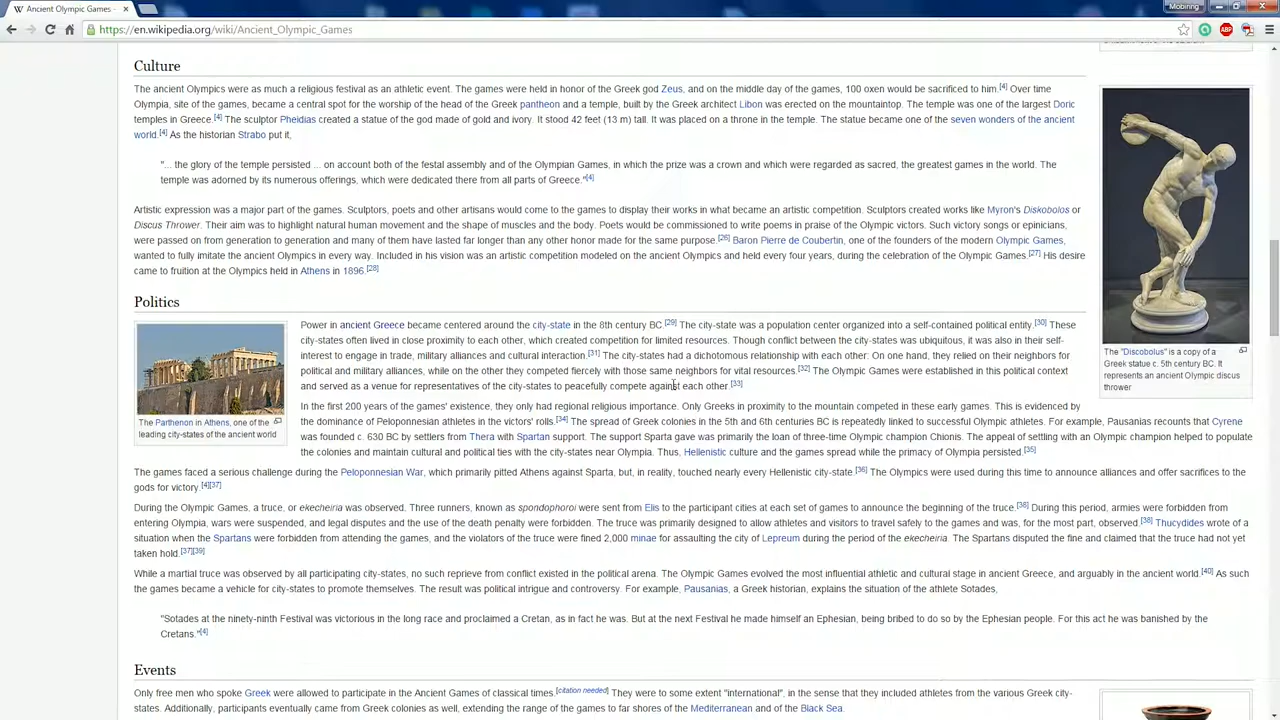 Ancient Olympic Games -
Mobiring
https://en.wikipedia.org/wiki/Ancient_Olympic_Games
Culture
The ancient Olympics were as much a religious festival as an athletic event. The games were held in honor of the Greek god Zeus, and on the middle day of the games, 100 oxen would be sacrificed to him.[4] Over time
Olympia, site of the games, became a central spot for the worship of the head of the Greek pantheon and a temple, built by the Greek architect Libon was erected on the mountaintop. The temple was one of the largest Doric
temples in Greece.[4] The sculptor Pheidias created a statue of the god made of gold and ivory. It stood 42 feet (13 m) tall. It was placed on a throne in the temple. The statue became one of the seven wonders of the ancient
world.[4] As the historian Strabo put it,
"... the glory of the temple persisted ... on account both of the festal assembly and of the Olympian Games, in which the prize was a crown and which were regarded as sacred, the greatest games in the world. The
temple was adorned by its numerous offerings, which were dedicated there from all parts of Greece."[4]
Artistic expression was a major part of the games. Sculptors, poets and other artisans would come to the games to display their works in what became an artistic competition. Sculptors created works like Myron's Diskobolos or
Discus Thrower. Their aim was to highlight natural human movement and the shape of muscles and the body. Poets would be commissioned to write poems in praise of the Olympic victors. Such victory songs or epinicians,
were passed on from generation to generation and many of them have lasted far longer than any other honor made for the same purpose.[26] Baron Pierre de Coubertin, one of the founders of the modern Olympic Games,
wanted to fully imitate the ancient Olympics in every way. Included in his vision was an artistic competition modeled on the ancient Olympics and held every four years, during the celebration of the Olympic Games.[27] His desire
came to fruition at the Olympics held in Athens in 1896.[28]
The "Discobolus" is a copy of a
Greek statue c. 5th century BC. It
represents an ancient Olympic discus
thrower
Politics
The Parthenon in Athens, one of the
leading city-states of the ancient world
Power in ancient Greece became centered around the city-state in the 8th century BC.[29] The city-state was a population center organized into a self-contained political entity.[30] These
city-states often lived in close proximity to each other, which created competition for limited resources. Though conflict between the city-states was ubiquitous, it was also in their self-
interest to engage in trade, military alliances and cultural interaction.[31] The city-states had a dichotomous relationship with each other: On one hand, they relied on their neighbors for
political and military alliances, while on the other they competed fiercely with those same neighbors for vital resources.[32] The Olympic Games were established in this political context
and served as a venue for representatives of the city-states to peacefully compete against each other.[33]
In the first 200 years of the games' existence, they only had regional religious importance. Only Greeks in proximity to the mountain competed in these early games. This is evidenced by
the dominance of Peloponnesian athletes in the victors' rolls.[34] The spread of Greek colonies in the 5th and 6th centuries BC is repeatedly linked to successful Olympic athletes. For example, Pausanias recounts that Cyrene
was founded c. 630 BC by settlers from Thera with Spartan support. The support Sparta gave was primarily the loan of three-time Olympic champion Chionis. The appeal of settling with an Olympic champion helped to populate
the colonies and maintain cultural and political ties with the city-states near Olympia. Thus, Hellenistic culture and the games spread while the primacy of Olympia persisted.[35]
The games faced a serious challenge during the Peloponnesian War, which primarily pitted Athens against Sparta, but, in reality, touched nearly every Hellenistic city-state.[36] The Olympics were used during this time to announce alliances and offer sacrifices to the
gods for victory.[4][37]
During the Olympic Games, a truce, or ekecheiria was observed. Three runners, known as spondophoroi were sent from Elis to the participant cities at each set of games to announce the beginning of the truce.[38] During this period, armies were forbidden from
entering Olympia, wars were suspended, and legal disputes and the use of the death penalty were forbidden. The truce was primarily designed to allow athletes and visitors to travel safely to the games and was, for the most part, observed.[38] Thucydides wrote of a
situation when the Spartans were forbidden from attending the games, and the violators of the truce were fined 2,000 minae for assaulting the city of Lepreum during the period of the ekecheiria. The Spartans disputed the fine and claimed that the truce had not yet
taken hold.[37][39]
While a martial truce was observed by all participating city-states, no such reprieve from conflict existed in the political arena. The Olympic Games evolved the most influential athletic and cultural stage in ancient Greece, and arguably in the ancient world.[40] As such
the games became a vehicle for city-states to promote themselves. The result was political intrigue and controversy. For example, Pausanias, a Greek historian, explains the situation of the athlete Sotades,
"Sotades at the ninety-ninth Festival was victorious in the long race and proclaimed a Cretan, as in fact he was. But at the next Festival he made himself an Ephesian, being bribed to do so by the Ephesian people. For this act he was banished by the
Cretans."[4]
Events
Only free men who spoke Greek were allowed to participate in the Ancient Games of classical times.[citation needed] They were to some extent "international", in the sense that they included athletes from the various Greek city-
states. Additionally, participants eventually came from Greek colonies as well, extending the range of the games to far shores of the Mediterranean and of the Black Sea.